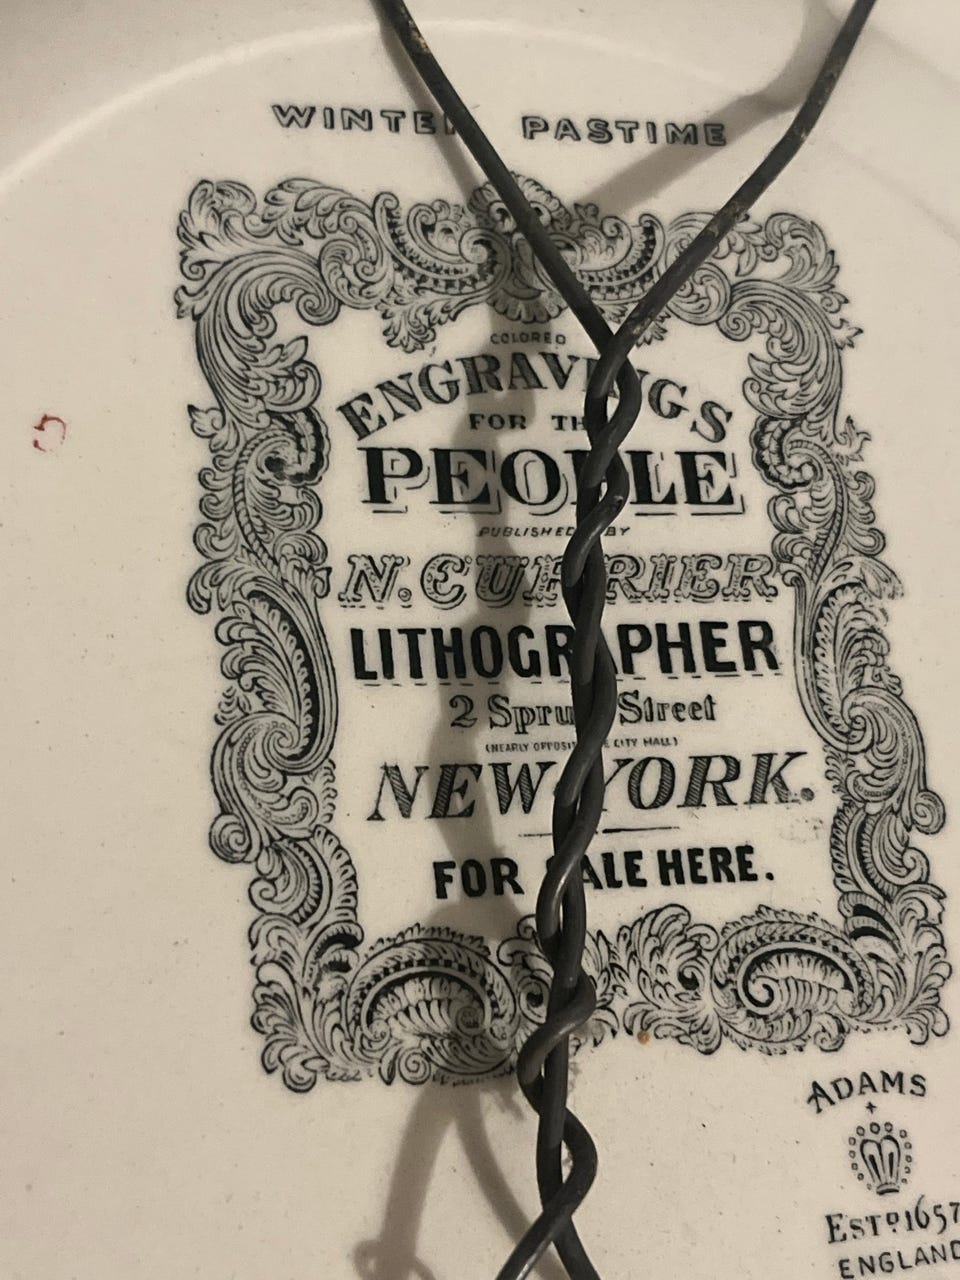 WINTER PASTIME
COLORED
ENGRAVINGS
FOR THE
PEOPLE
PUBLISHED BY
N. CURRIER
LITHOGRAPHER
2 Spruce Street
(NEARLY OPPOSITE THE CITY HALL)
NEW YORK.
FOR SALE HERE.
ADAMS
ESTD 1657
ENGLAND